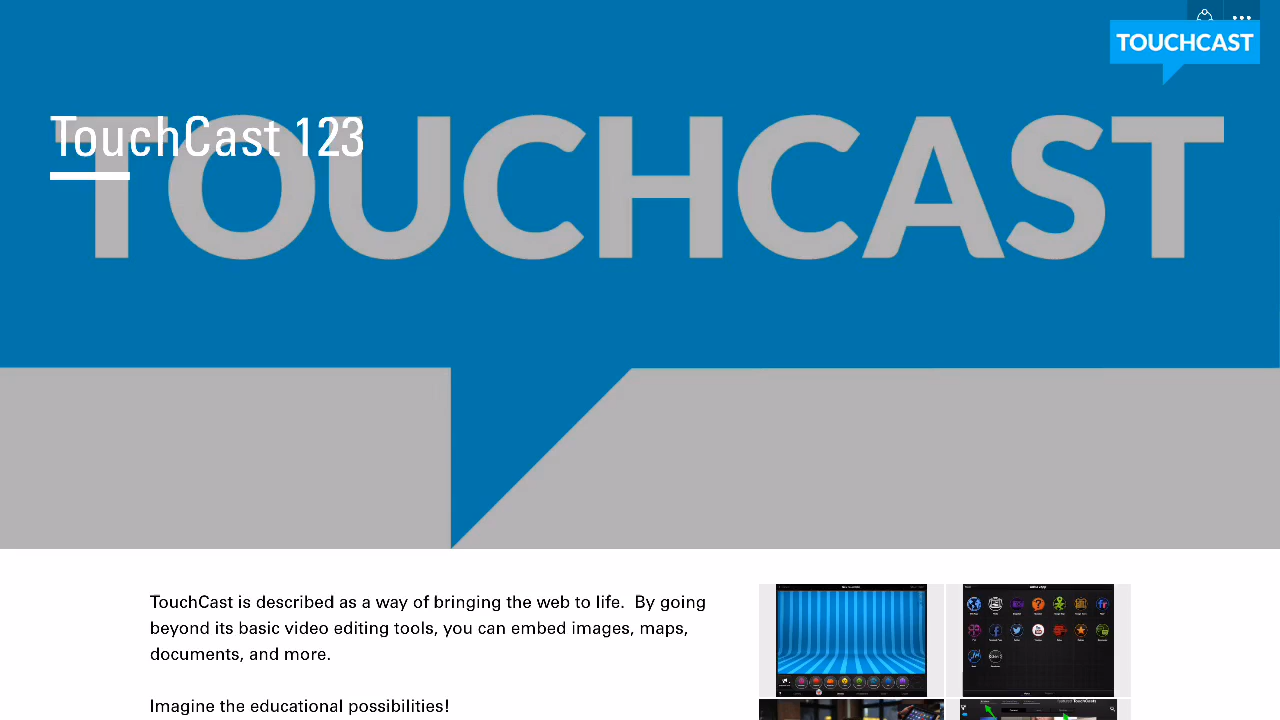 TOUCHCAST
TouchCast 123
TOUCHCAST
TouchCast is described as a way of bringing the web to life.  By going
beyond its basic video editing tools, you can embed images, maps,
documents, and more.
Imagine the educational possibilities!